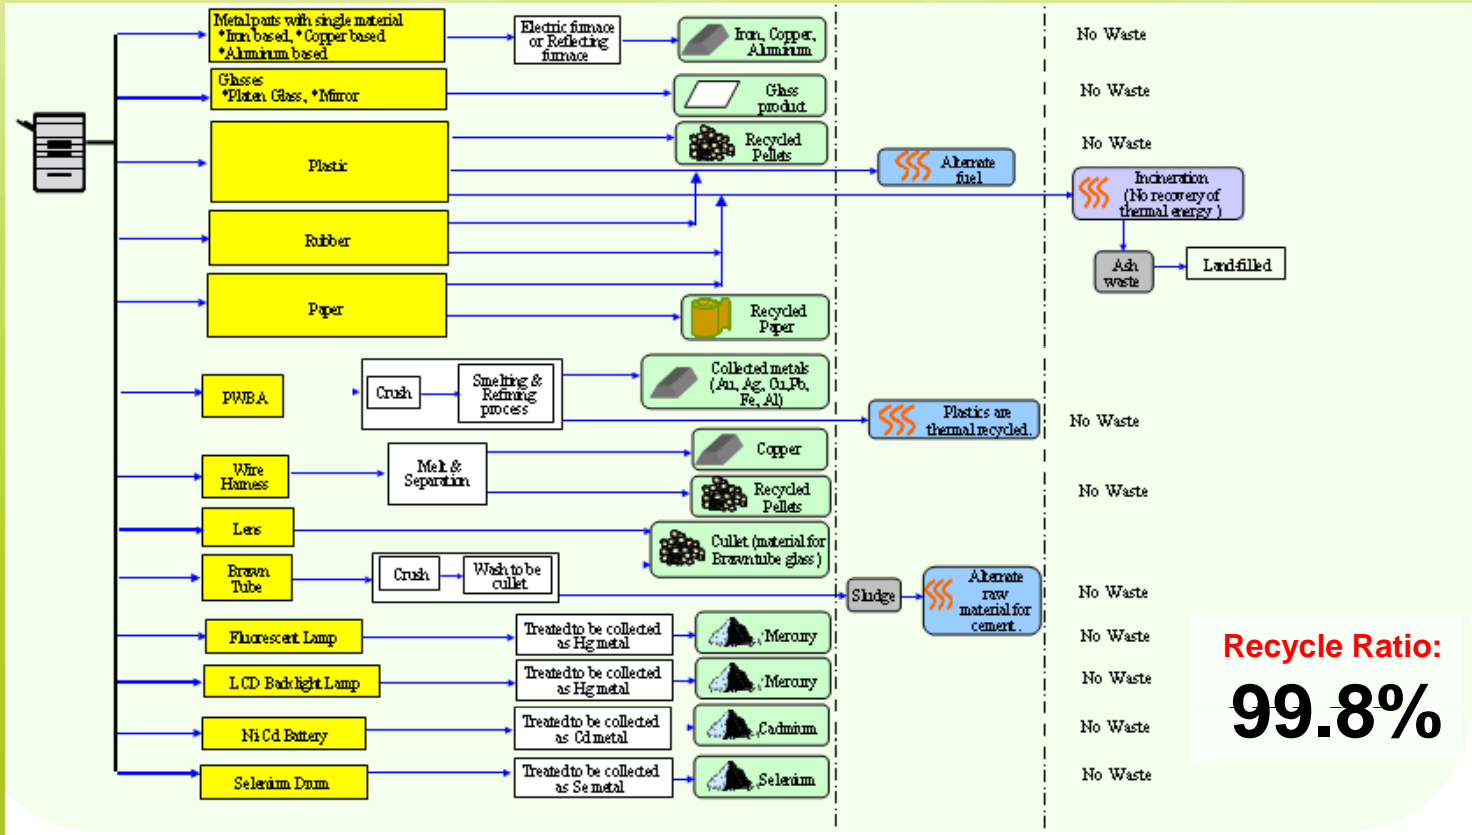 Metal parts with single material
*Iron based, *Copper based
*Aluminum based
Electric furnace
or Reflecting
furnace
Iron, Copper,
Aluminum
No Waste
Glasses
*Platen Glass, *Mirror
Glass
product
No Waste
Plastic
Recycled
Pellets
No Waste
Alternate
fuel
Incineration
(No recovery of
thermal energy )
Rubber
Ash
waste
Land-filled
Paper
Recycled
Paper
PWBA
Crush
Smelting &
Refining
process
Collected metals
(Au, Ag, Cu,Pb,
Fe, Al)
Plastics are
thermal recycled.
No Waste
Wire
Harness
Melt &
Separation
Copper
Recycled
Pellets
No Waste
Lens
Cullet (material for
Brawn tube glass )
Brawn
Tube
Crush
Wash to be
cullet
Sludge
Alternate
raw
material for
cement .
No Waste
Fluorescent Lamp
Treated to be collected
as Hg metal
Mercury
No Waste
LCD Backlight Lamp
Treated to be collected
as Hg metal
Mercury
No Waste
Ni-Cd Battery
Treated to be collected
as Cd metal
Cadmium
No Waste
Selenium Drum
Treated to be collected
as Se metal
Selenium
No Waste
Recycle Ratio:
99.8%